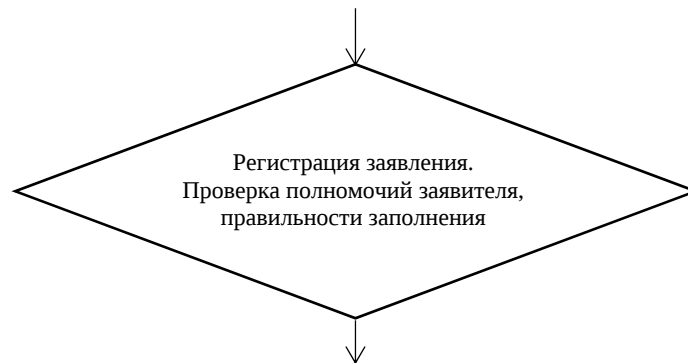 Регистрация заявления.
Проверка полномочий заявителя,
правильности заполнения